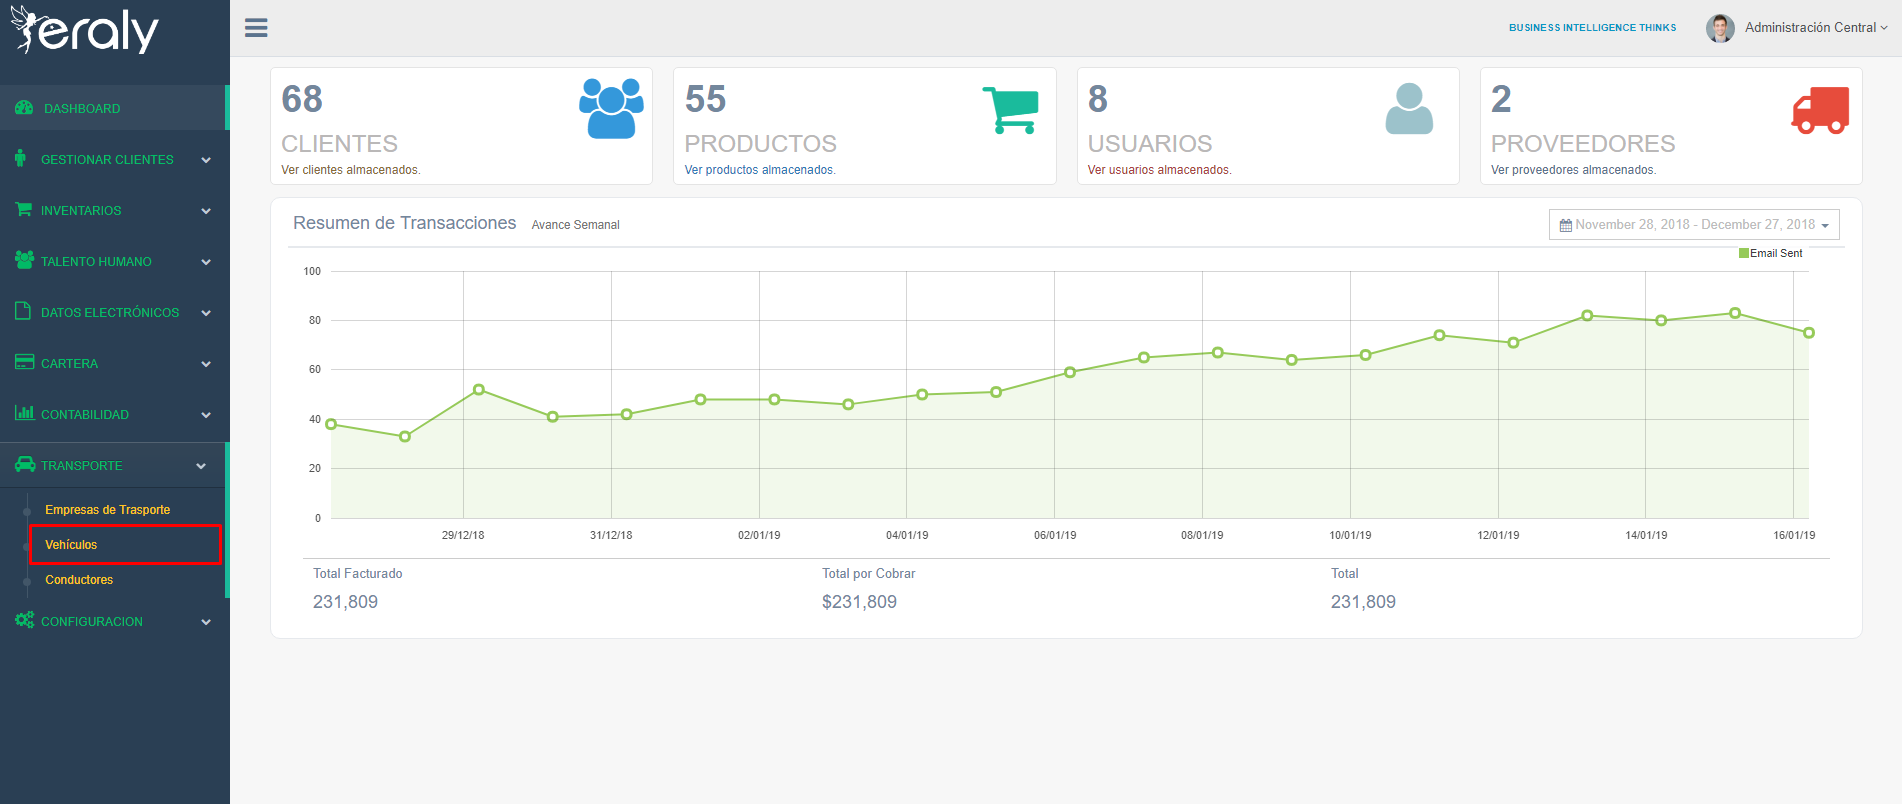 eraly
BUSINESS INTELLIGENCE THINKS
Administración Central
DASHBOARD
GESTIONAR CLIENTES
INVENTARIOS
TALENTO HUMANO
DATOS ELECTRÓNICOS
CARTERA
CONTABILIDAD
TRANSPORTE
Empresas de Trasporte
Vehículos
Conductores
CONFIGURACION
68
CLIENTES
Ver clientes almacenados.
55
PRODUCTOS
Ver productos almacenados.
8
USUARIOS
Ver usuarios almacenados.
2
PROVEEDORES
Ver proveedores almacenados.
Resumen de Transacciones Avance Semanal
November 28, 2018 - December 27, 2018
Email Sent
100
80
60
40
20
0
29/12/18 31/12/18 02/01/19 04/01/19 06/01/19 08/01/19 10/01/19 12/01/19 14/01/19 16/01/19
Total Facturado
231,809
Total por Cobrar
$231,809
Total
231,809